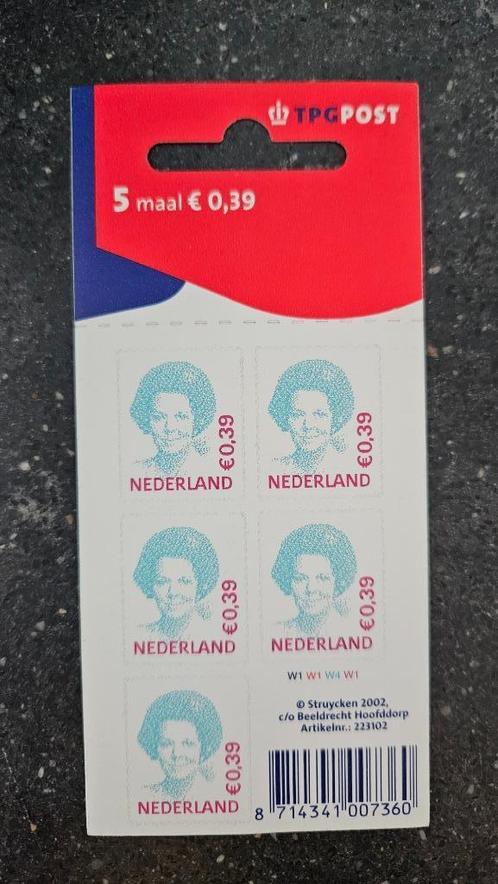 TPGPOST
5 maal € 0,39
€0,39
NEDERLAND
€0,39
NEDERLAND
€0,39
NEDERLAND
€0,39
NEDERLAND
W1 W1 W4 W1
© Struycken 2002,
c/o Beeldrecht Hoofddorp
Artikelnr.: 223102
€0,39
NEDERLAND
8 714341 007360